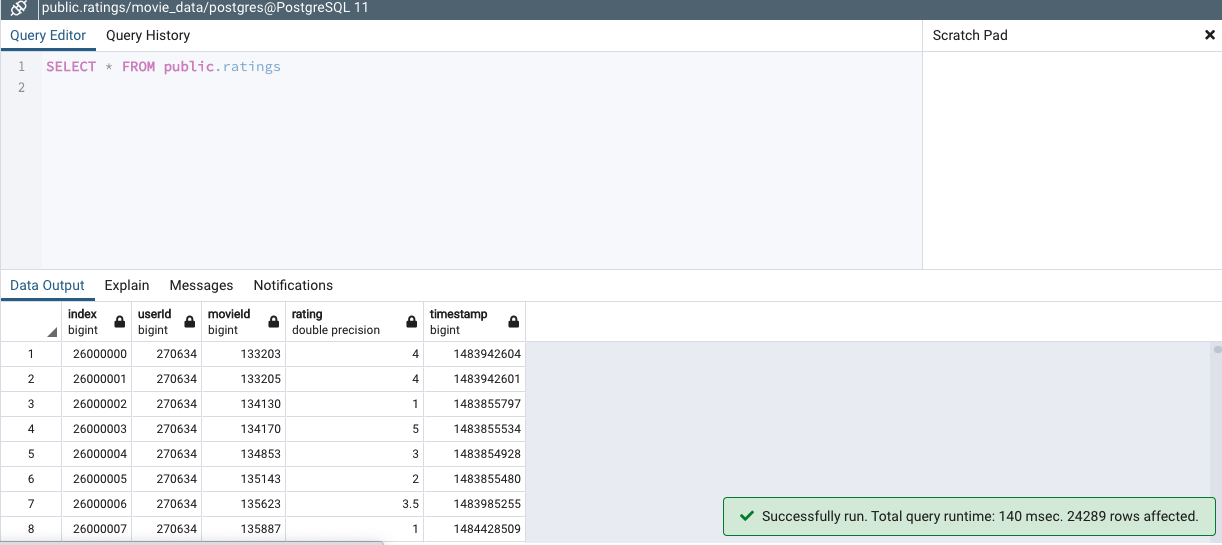 public.ratings/movie_data/postgres@PostgreSQL 11
Query Editor Query History Scratch Pad
1 SELECT * FROM public.ratings
2
Data Output Explain Messages Notifications
index userId movieId rating timestamp
bigint bigint bigint double precision bigint
1 26000000 270634 133203 4 1483942604
2 26000001 270634 133205 4 1483942601
3 26000002 270634 134130 1 1483855797
4 26000003 270634 134170 5 1483855534
5 26000004 270634 134853 3 1483854928
6 26000005 270634 135143 2 1483855480
7 26000006 270634 135623 3.5 1483985255
8 26000007 270634 135887 1 1484428509
Successfully run. Total query runtime: 140 msec. 24289 rows affected.